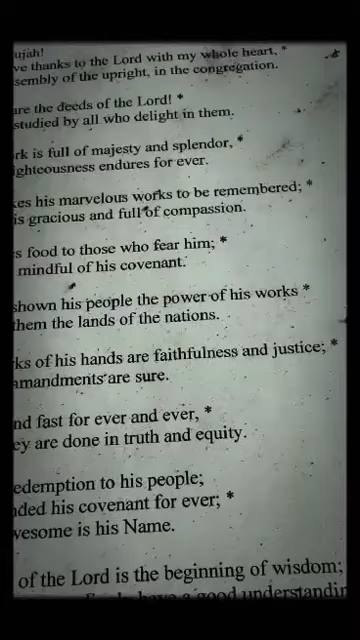 ujah!
ve thanks to the Lord with my whole heart, *
sembly of the upright, in the congregation.
are the deeds of the Lord! *
studied by all who delight in them.
rk is full of majesty and splendor, *
ighteousness endures for ever.
kes his marvelous works to be remembered; *
is gracious and full of compassion.
s food to those who fear him; *
mindful of his covenant.
shown his people the power of his works *
them the lands of the nations.
ks of his hands are faithfulness and justice; *
mmandments are sure.
nd fast for ever and ever, *
ey are done in truth and equity.
edemption to his people;
nded his covenant for ever; *
wesome is his Name.
of the Lord is the beginning of wisdom;
have a good understandin